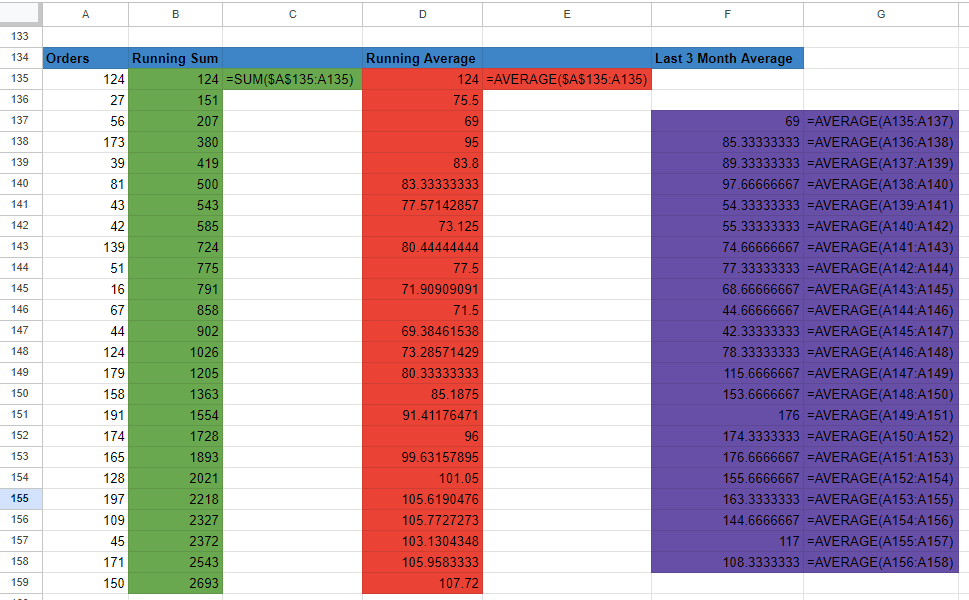 A B C D E F G
133
134 Orders Running Sum Running Average Last 3 Month Average
135 124 124 =SUM($A$135:A135) 124 =AVERAGE($A$135:A135)
136 27 151 75.5
137 56 207 69 69 =AVERAGE(A135:A137)
138 173 380 95 85.33333333 =AVERAGE(A136:A138)
139 39 419 83.8 89.33333333 =AVERAGE(A137:A139)
140 81 500 83.33333333 97.66666667 =AVERAGE(A138:A140)
141 43 543 77.57142857 54.33333333 =AVERAGE(A139:A141)
142 42 585 73.125 55.33333333 =AVERAGE(A140:A142)
143 139 724 80.44444444 74.66666667 =AVERAGE(A141:A143)
144 51 775 77.5 77.33333333 =AVERAGE(A142:A144)
145 16 791 71.90909091 68.66666667 =AVERAGE(A143:A145)
146 67 858 71.5 44.66666667 =AVERAGE(A144:A146)
147 44 902 69.38461538 42.33333333 =AVERAGE(A145:A147)
148 124 1026 73.28571429 78.33333333 =AVERAGE(A146:A148)
149 179 1205 80.33333333 115.6666667 =AVERAGE(A147:A149)
150 158 1363 85.1875 153.6666667 =AVERAGE(A148:A150)
151 191 1554 91.41176471 176 =AVERAGE(A149:A151)
152 174 1728 96 174.3333333 =AVERAGE(A150:A152)
153 165 1893 99.63157895 176.6666667 =AVERAGE(A151:A153)
154 128 2021 101.05 155.6666667 =AVERAGE(A152:A154)
155 197 2218 105.6190476 163.3333333 =AVERAGE(A153:A155)
156 109 2327 105.7727273 144.6666667 =AVERAGE(A154:A156)
157 45 2372 103.1304348 117 =AVERAGE(A155:A157)
158 171 2543 105.9583333 108.3333333 =AVERAGE(A156:A158)
159 150 2693 107.72